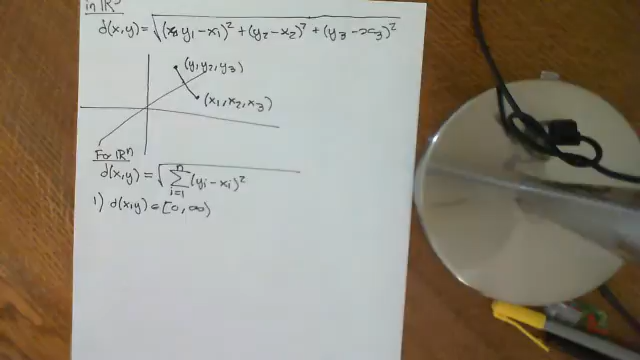 in ℝ³
d(x,y) = √((y₁-x₁)² + (y₂-x₂)² + (y₃-x₃)²)
(y₁,y₂,y₃)
(x₁,x₂,x₃)
For ℝⁿ
d(x,y) = √(∑ᵢ₌₁ⁿ (yᵢ-xᵢ)²)
1) d(x,y) ∈ [0,∞)